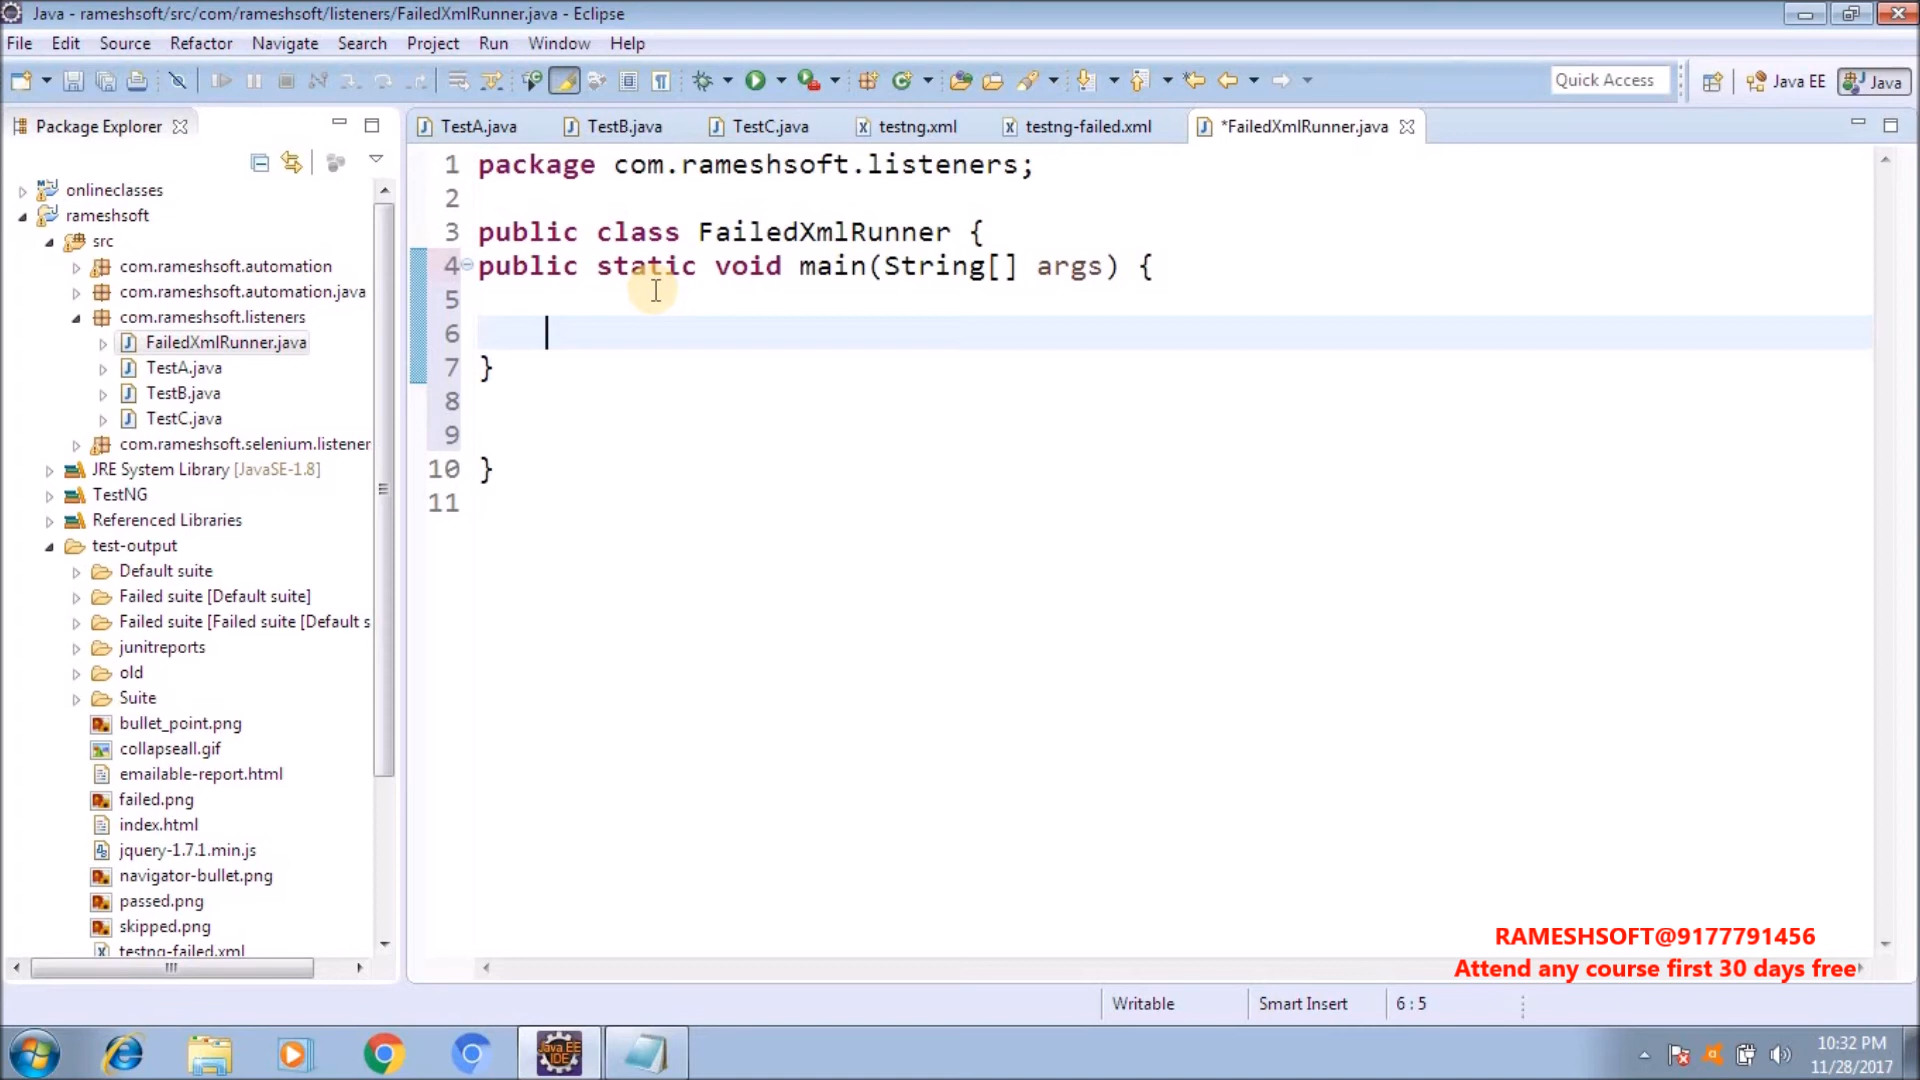 Java - rameshsoft/src/com/rameshsoft/listeners/FailedXmlRunner.java - Eclipse
File Edit Source Refactor Navigate Search Project Run Window Help
Quick Access Java EE Java
Package Explorer
TestA.java TestB.java TestC.java testng.xml testng-failed.xml *FailedXmlRunner.java
onlineclasses
rameshsoft
src
com.rameshsoft.automation
com.rameshsoft.automation.java
com.rameshsoft.listeners
FailedXmlRunner.java
TestA.java
TestB.java
TestC.java
com.rameshsoft.selenium.listener
JRE System Library [JavaSE-1.8]
TestNG
Referenced Libraries
test-output
Default suite
Failed suite [Default suite]
Failed suite [Failed suite [Default s
junitreports
old
Suite
bullet_point.png
collapseall.gif
emailable-report.html
failed.png
index.html
jquery-1.7.1.min.js
navigator-bullet.png
passed.png
skipped.png
testng-failed.xml
1 package com.rameshsoft.listeners;
2
3 public class FailedXmlRunner {
4 public static void main(String[] args) {
5
6
7 }
8
9
10 }
11
RAMESHSOFT@9177791456
Attend any course first 30 days free
Writable Smart Insert 6 : 5
Java EE
IDE
10:32 PM
11/28/2017